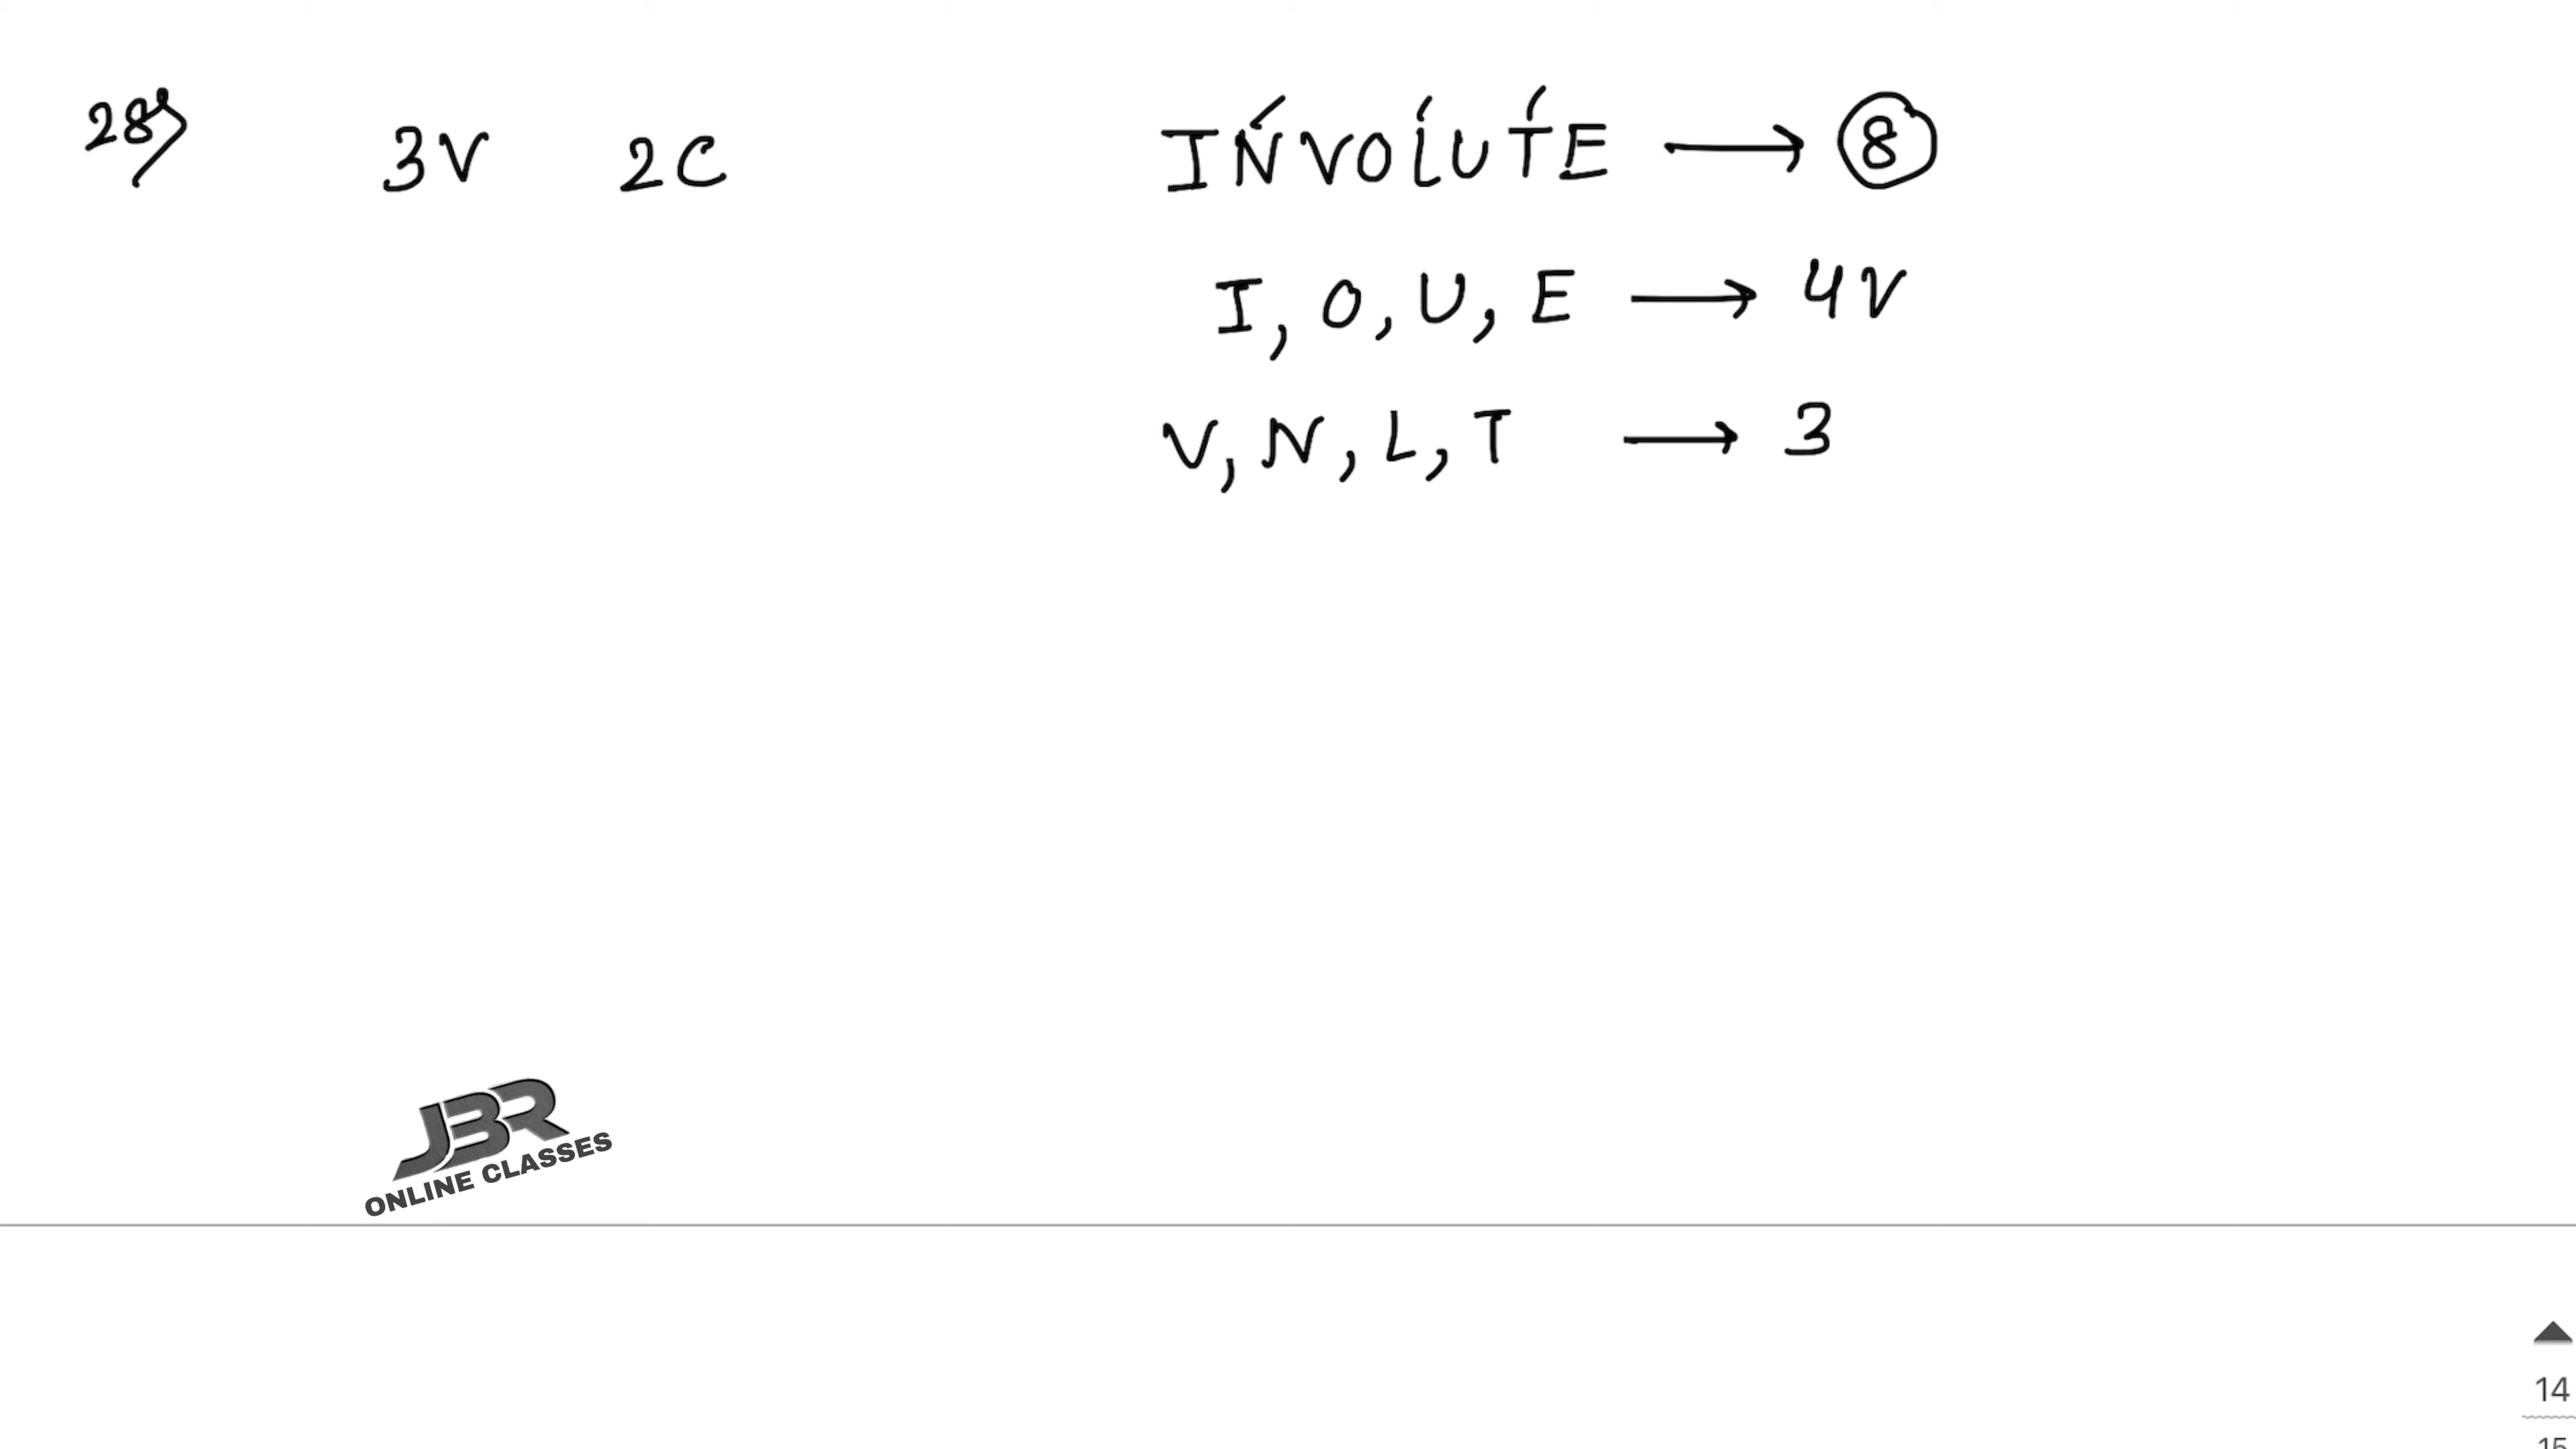 28) 3V 2C INVOLUTE → 8
I, O, U, E → 4V
V, N, L, T → 3
JBR
ONLINE CLASSES
14